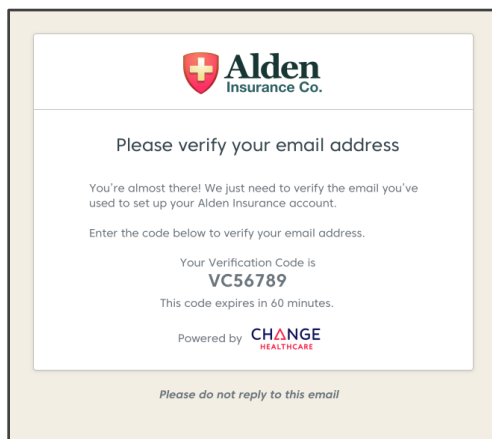 Alden
Insurance Co.
Please verify your email address
You're almost there! We just need to verify the email you've
used to set up your Alden Insurance account.
Enter the code below to verify your email address.
Your Verification Code is
VC56789
This code expires in 60 minutes.
Powered by CHANGE
HEALTHCARE
Please do not reply to this email